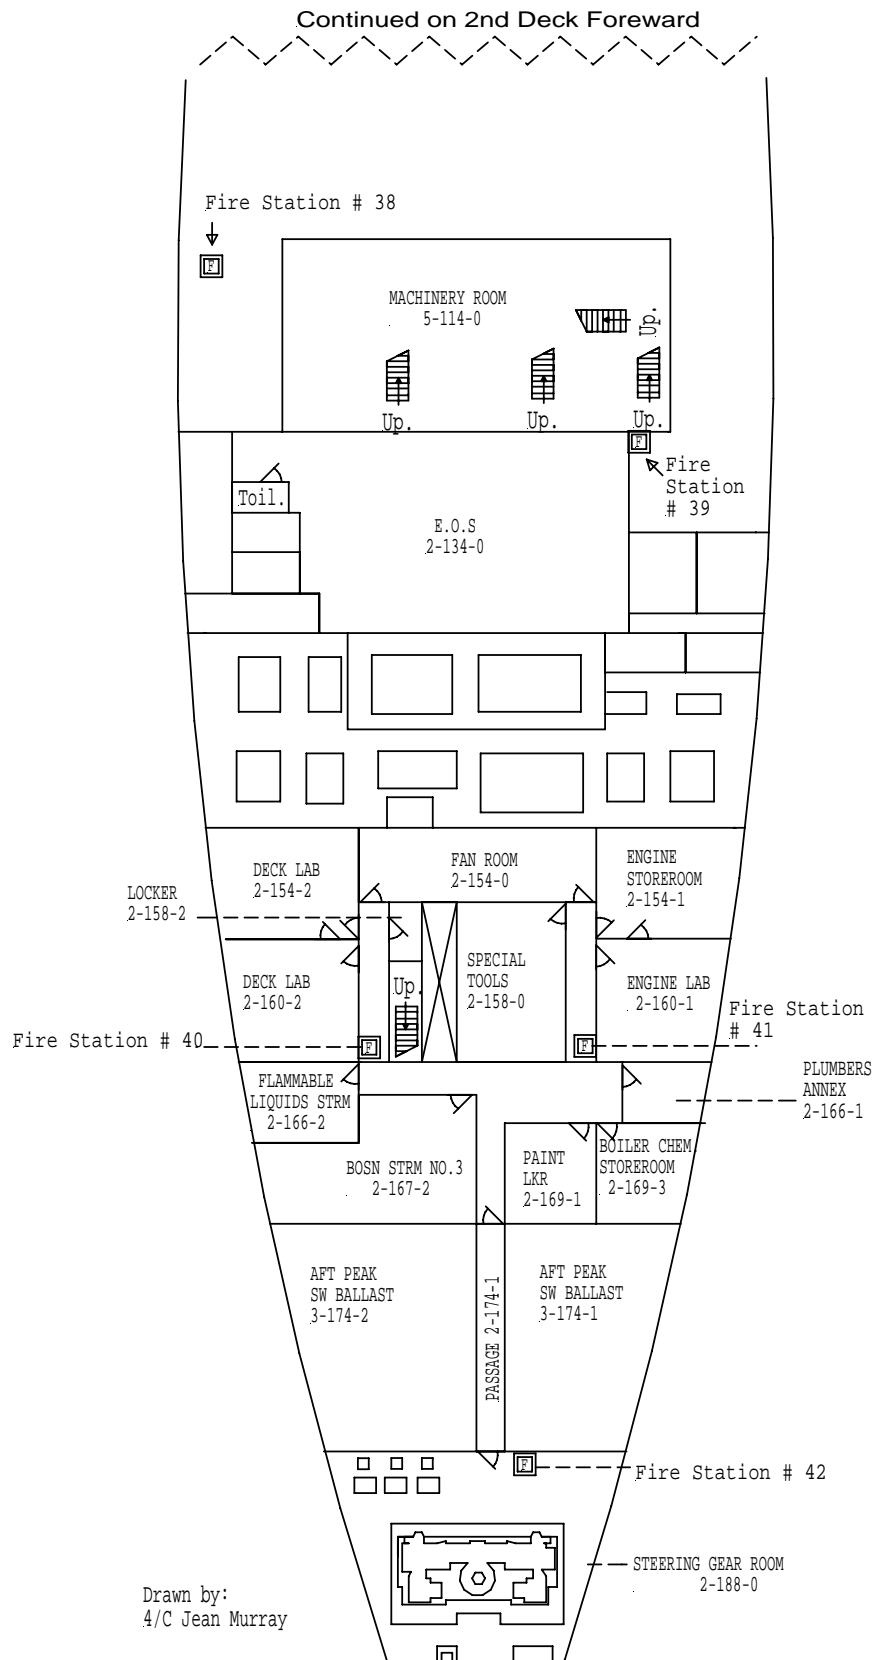 Continued on 2nd Deck Foreward
Fire Station # 38
F
MACHINERY ROOM
5-114-0
Up.
Up.
Up.
Up.
F
Fire
Station
# 39
Toil.
E.O.S
2-134-0
DECK LAB
2-154-2
FAN ROOM
2-154-0
ENGINE
STOREROOM
2-154-1
LOCKER
2-158-2
DECK LAB
2-160-2
Up.
SPECIAL
TOOLS
2-158-0
ENGINE LAB
2-160-1
Fire Station
# 41
Fire Station # 40
F
F
FLAMMABLE
LIQUIDS STRM
2-166-2
PLUMBERS
ANNEX
2-166-1
BOSN STRM NO.3
2-167-2
PAINT
LKR
2-169-1
BOILER CHEM.
STOREROOM
2-169-3
AFT PEAK
SW BALLAST
3-174-2
PASSAGE 2-174-1
AFT PEAK
SW BALLAST
3-174-1
F
Fire Station # 42
STEERING GEAR ROOM
2-188-0
Drawn by:
4/C Jean Murray